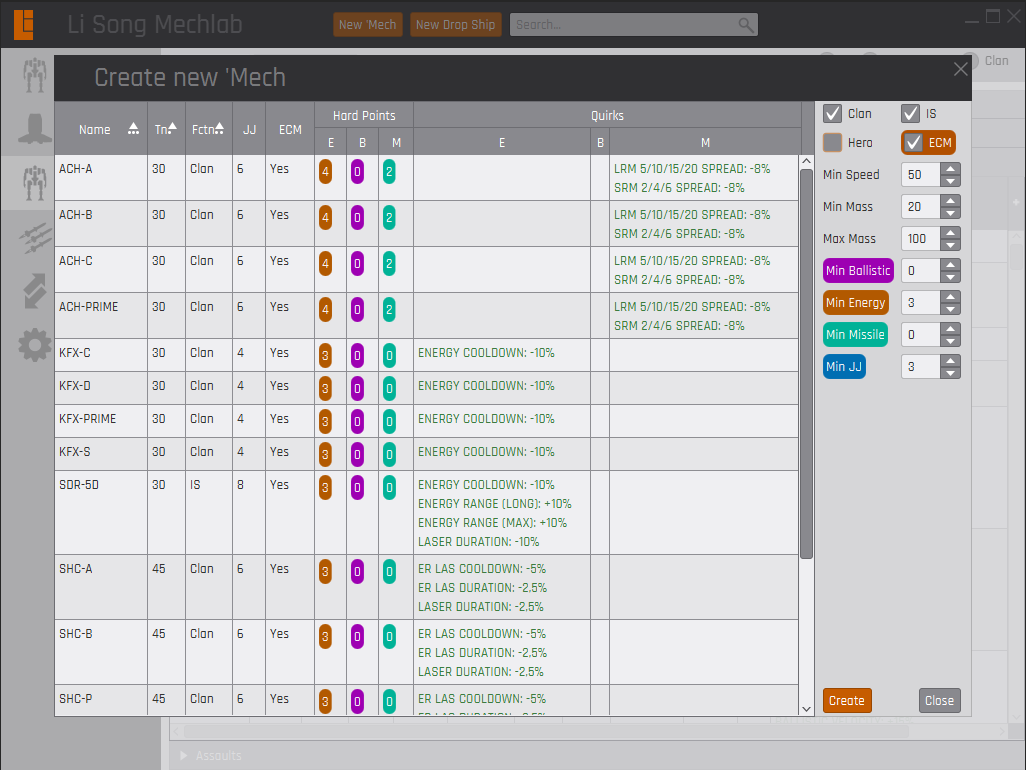 Li Song Mechlab
New 'Mech
New Drop Ship
Search...
Clan
Create new 'Mech
Name Tn Fctn JJ ECM Hard Points Quirks
E B M E B M
ACH-A 30 Clan 6 Yes 4 0 2 LRM 5/10/15/20 SPREAD: -8%
SRM 2/4/6 SPREAD: -8%
ACH-B 30 Clan 6 Yes 4 0 2 LRM 5/10/15/20 SPREAD: -8%
SRM 2/4/6 SPREAD: -8%
ACH-C 30 Clan 6 Yes 4 0 2 LRM 5/10/15/20 SPREAD: -8%
SRM 2/4/6 SPREAD: -8%
ACH-PRIME 30 Clan 6 Yes 4 0 2 LRM 5/10/15/20 SPREAD: -8%
SRM 2/4/6 SPREAD: -8%
KFX-C 30 Clan 4 Yes 3 0 0 ENERGY COOLDOWN: -10%
KFX-D 30 Clan 4 Yes 3 0 0 ENERGY COOLDOWN: -10%
KFX-PRIME 30 Clan 4 Yes 3 0 0 ENERGY COOLDOWN: -10%
KFX-S 30 Clan 4 Yes 3 0 0 ENERGY COOLDOWN: -10%
SDR-5D 30 IS 8 Yes 3 0 0 ENERGY COOLDOWN: -10%
ENERGY RANGE (LONG): +10%
ENERGY RANGE (MAX): +10%
LASER DURATION: -10%
SHC-A 45 Clan 6 Yes 3 0 0 ER LAS COOLDOWN: -5%
ER LAS DURATION: -2,5%
LASER DURATION: -2,5%
SHC-B 45 Clan 6 Yes 3 0 0 ER LAS COOLDOWN: -5%
ER LAS DURATION: -2,5%
LASER DURATION: -2,5%
SHC-P 45 Clan 6 Yes 3 0 0 ER LAS COOLDOWN: -5%
Clan IS
Hero ECM
Min Speed 50
Min Mass 20
Max Mass 100
Min Ballistic 0
Min Energy 3
Min Missile 0
Min JJ 3
Create
Close
Assaults